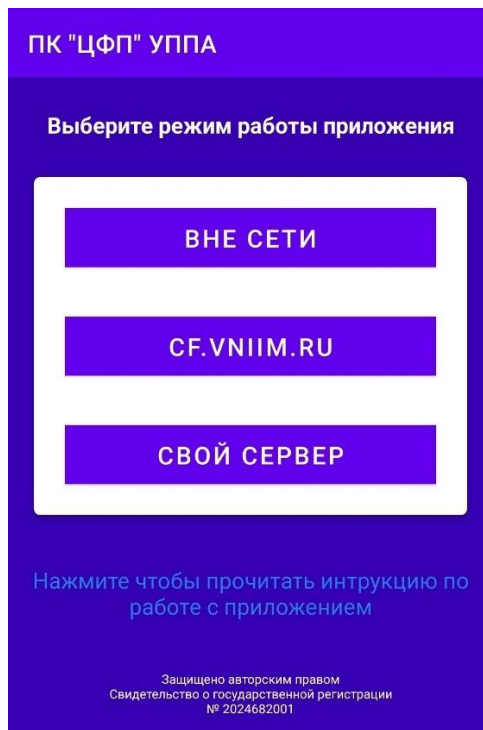 ПК "ЦФП" УППА
Выберите режим работы приложения
ВНЕ СЕТИ
CF.VNIIM.RU
СВОЙ СЕРВЕР
Нажмите чтобы прочитать интрукцию по
работе с приложением
Защищено авторским правом
Свидетельство о государственной регистрации
№ 2024682001